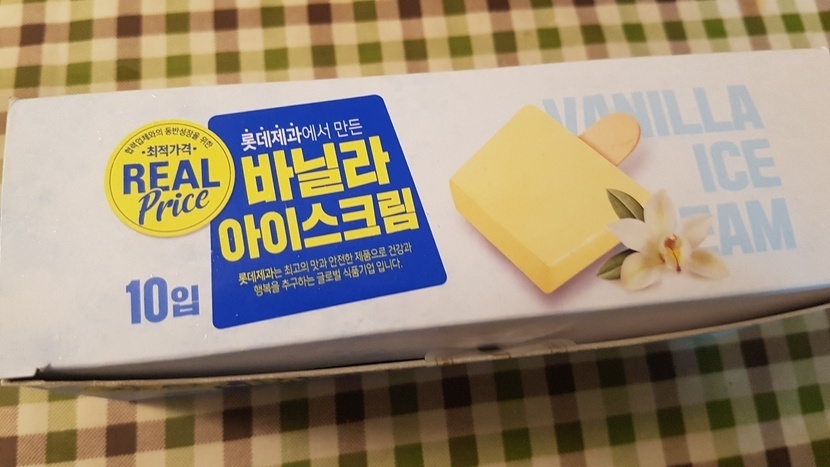 협력업체와의 동반성장을 위한
•최적가격•
REAL
Price
롯데제과에서 만든
바닐라
아이스크림
롯데제과는 최고의 맛과 안전한 제품으로 건강과
행복을 추구하는 글로벌 식품기업 입니다.
10입
VANILLA
ICE
EAM